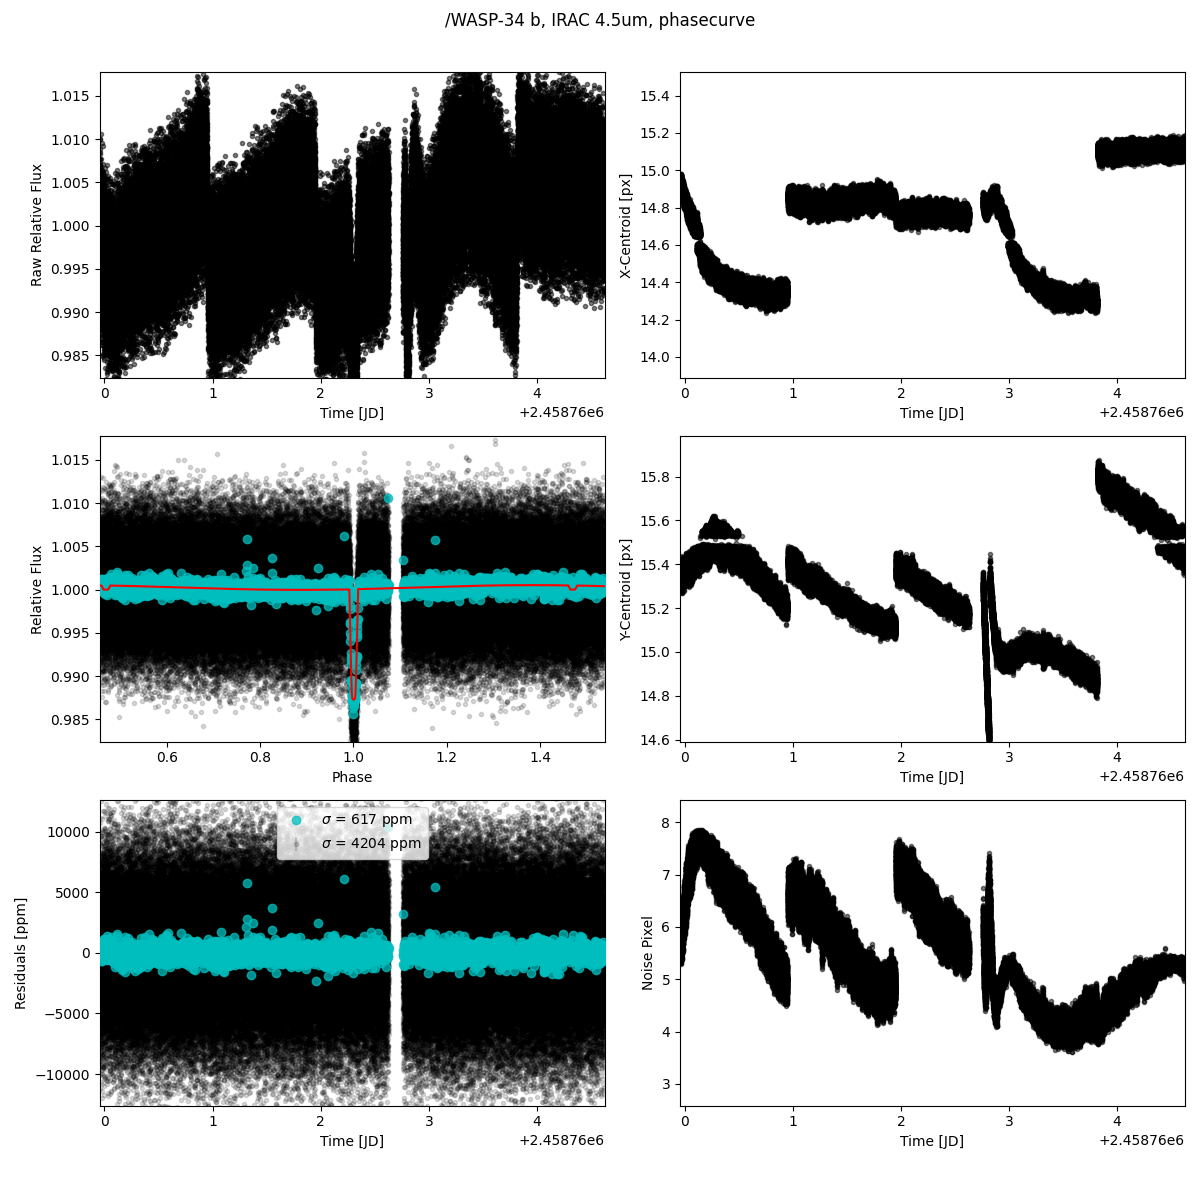 /WASP-34 b, IRAC 4.5um, phasecurve
1.015
1.010
1.005
1.000
0.995
0.990
0.985
Raw Relative Flux
0 1 2 3 4
Time [JD]
+2.45876e6
15.4
15.2
15.0
14.8
14.6
14.4
14.2
14.0
X-Centroid [px]
0 1 2 3 4
Time [JD]
+2.45876e6
1.015
1.010
1.005
1.000
0.995
0.990
0.985
Relative Flux
0.6 0.8 1.0 1.2 1.4
Phase
15.8
15.6
15.4
15.2
15.0
14.8
14.6
Y-Centroid [px]
0 1 2 3 4
Time [JD]
+2.45876e6
10000
5000
0
−5000
−10000
Residuals [ppm]
σ = 617 ppm
σ = 4204 ppm
0 1 2 3 4
Time [JD]
+2.45876e6
8
7
6
5
4
3
Noise Pixel
0 1 2 3 4
Time [JD]
+2.45876e6